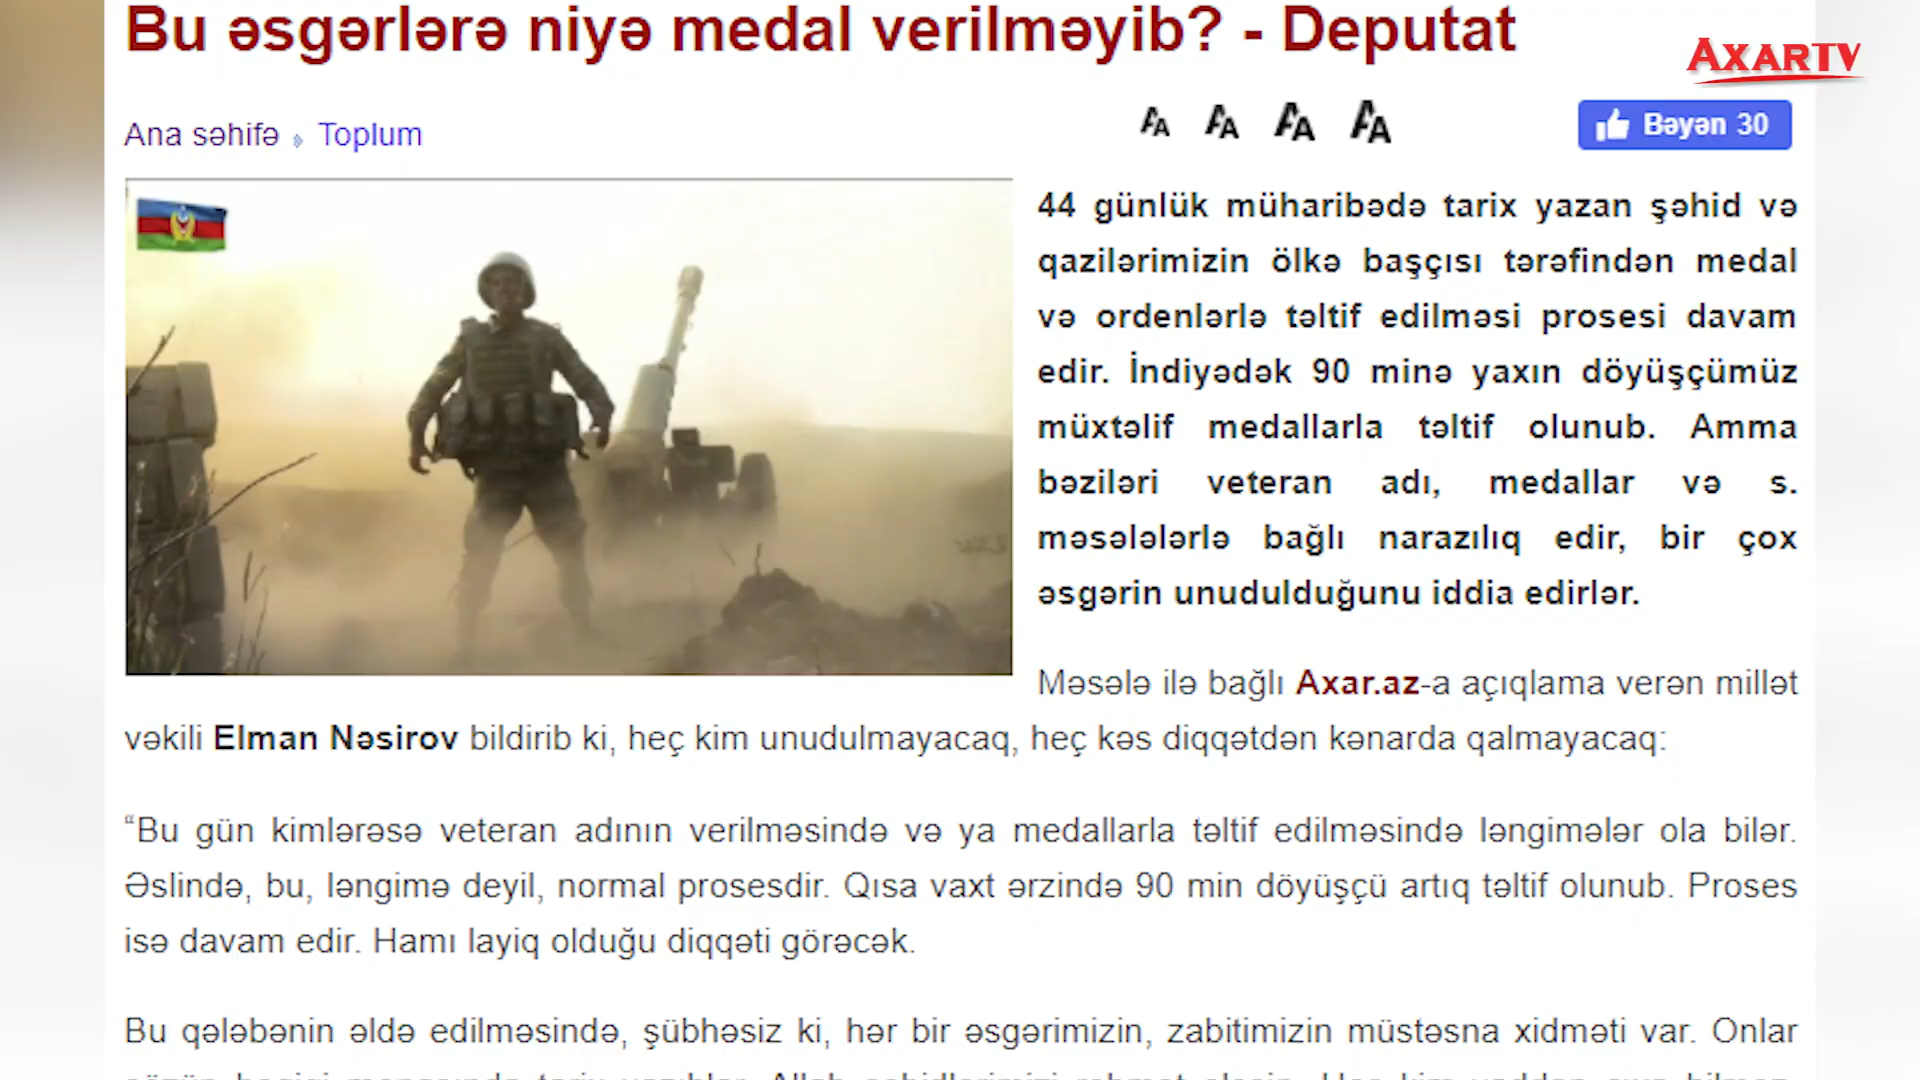 Bu əsgərlərə niyə medal verilməyib? - Deputat
AXARTV
Ana səhifə Toplum
AA AA AA AA
Bəyən 30
44 günlük müharibədə tarix yazan şəhid və
qazilərimizin ölkə başçısı tərəfindən medal
və ordenlərlə təltif edilməsi prosesi davam
edir. İndiyədək 90 minə yaxın döyüşçümüz
müxtəlif medallarla təltif olunub. Amma
bəziləri veteran adı, medallar və s.
məsələlərlə bağlı narazılıq edir, bir çox
əsgərin unudulduğunu iddia edirlər.
Məsələ ilə bağlı Axar.az-a açıqlama verən millət
vəkili Elman Nəsirov bildirib ki, heç kim unudulmayacaq, heç kəs diqqətdən kənarda qalmayacaq:
“Bu gün kimlərəsə veteran adının verilməsində və ya medallarla təltif edilməsində ləngimələr ola bilər.
Əslində, bu, ləngimə deyil, normal prosesdir. Qısa vaxt ərzində 90 min döyüşçü artıq təltif olunub. Proses
isə davam edir. Hamı layiq olduğu diqqəti görəcək.
Bu qələbənin əldə edilməsində, şübhəsiz ki, hər bir əsgərimizin, zabitimizin müstəsna xidməti var. Onlar